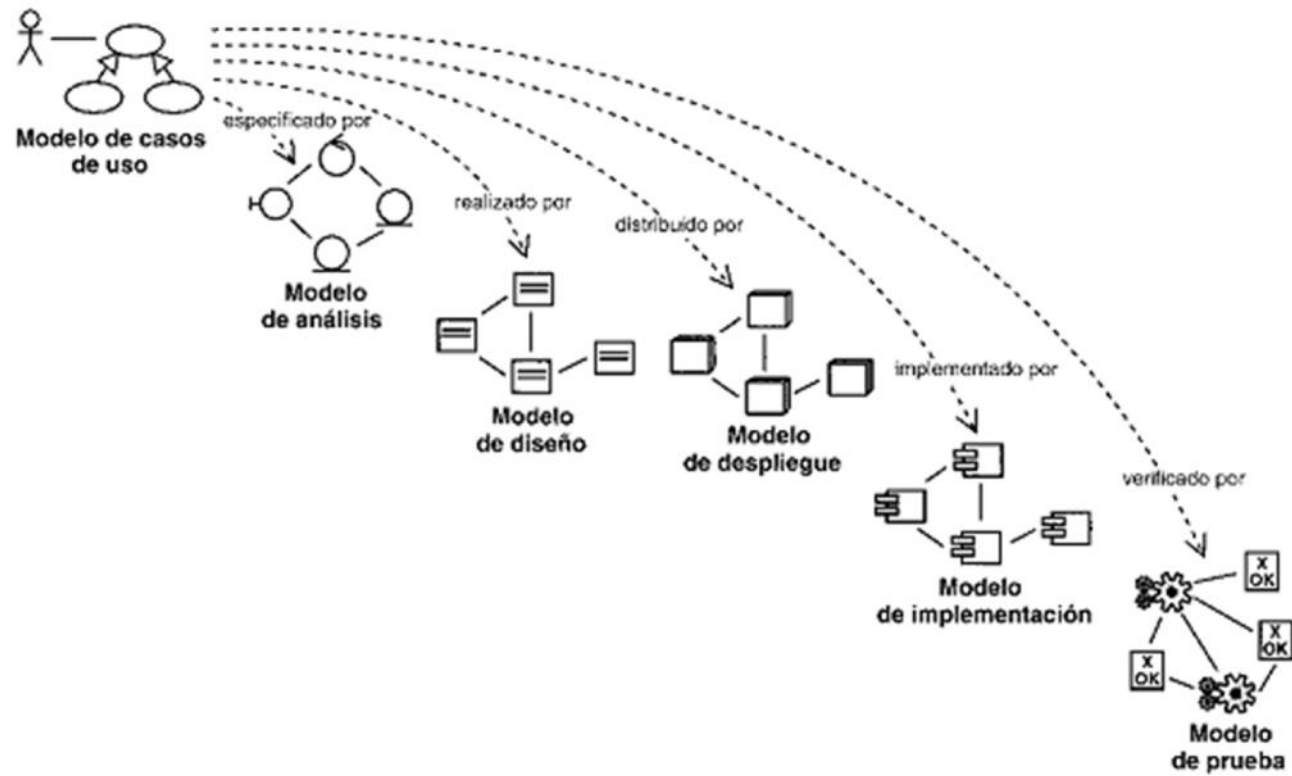 Modelo de casos
de uso
especificado por
Modelo
de análisis
realizado por
Modelo
de diseño
distribuido por
Modelo
de despliegue
implementado por
Modelo
de implementación
verificado por
X
OK
X
OK
X
OK
Modelo
de prueba